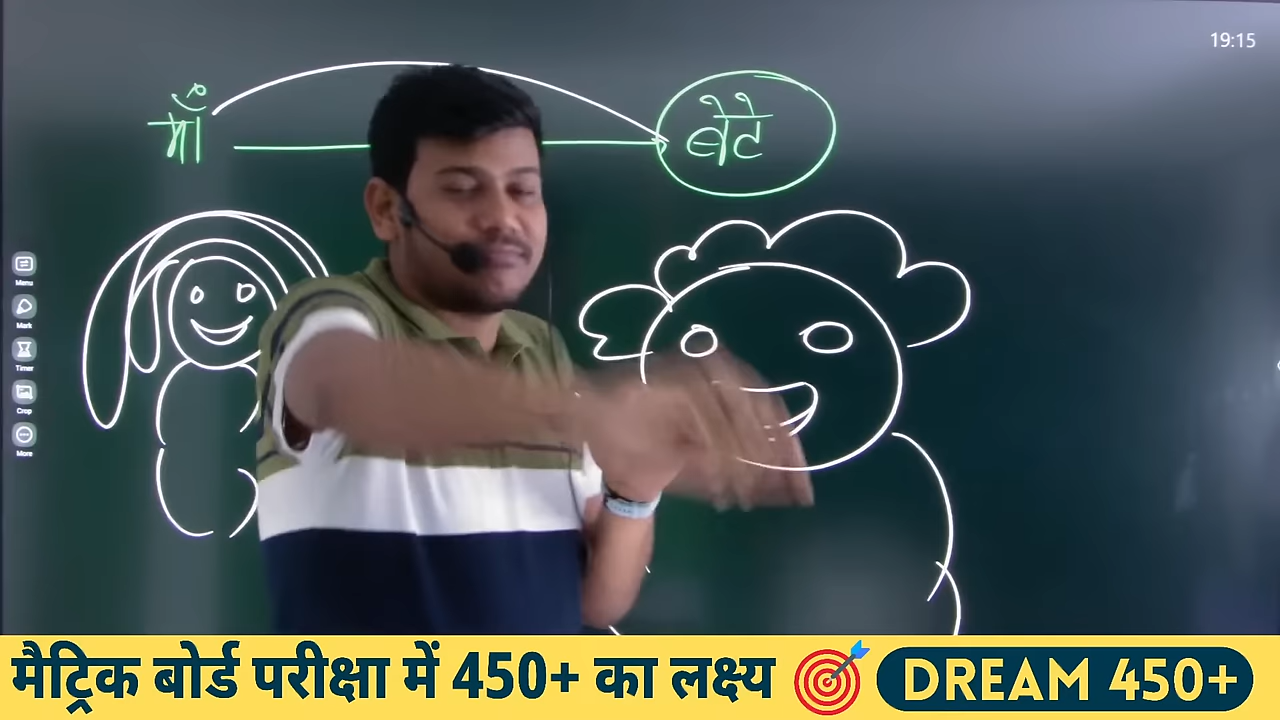 19:15
माँ
बेटे
Menu
Mark
Timer
Crop
More
मैट्रिक बोर्ड परीक्षा में 450+ का लक्ष्य DREAM 450+